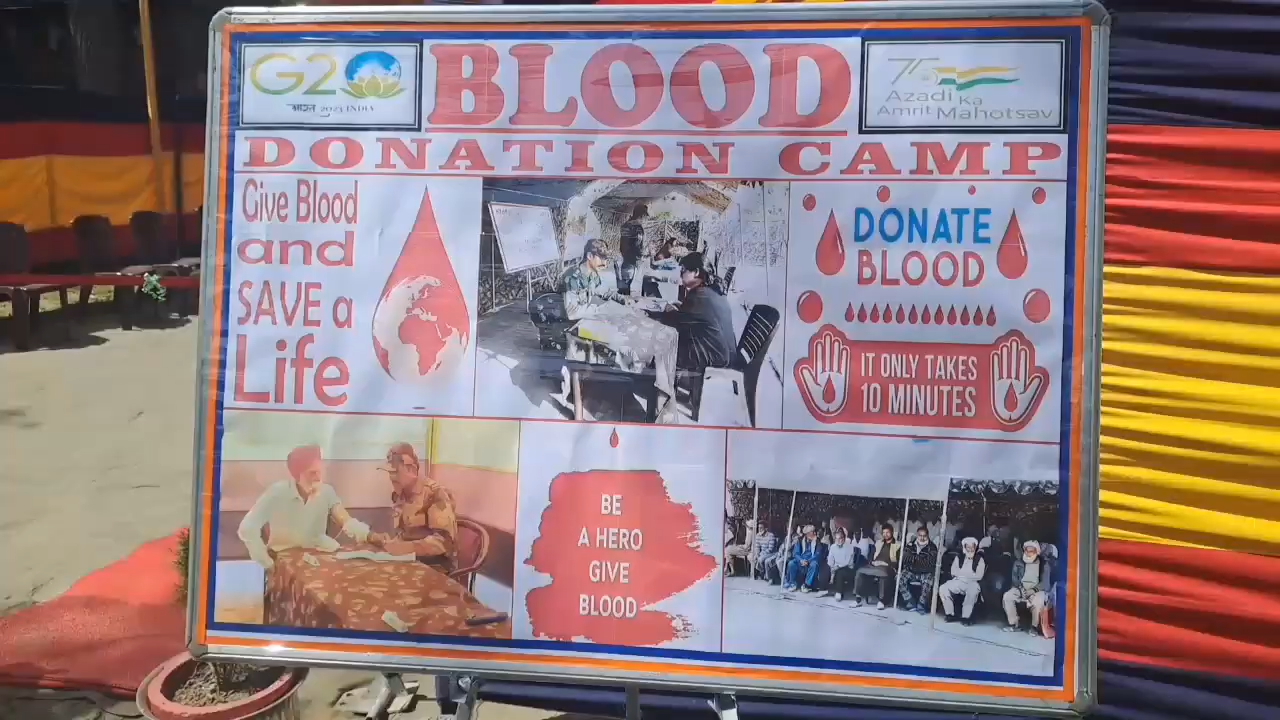 G20
भारत 2023 INDIA
BLOOD
75
Azadi Ka
Amrit Mahotsav
DONATION CAMP
Give Blood
and
SAVE a
Life
DONATE
BLOOD
IT ONLY TAKES
10 MINUTES
BE
A HERO
GIVE
BLOOD